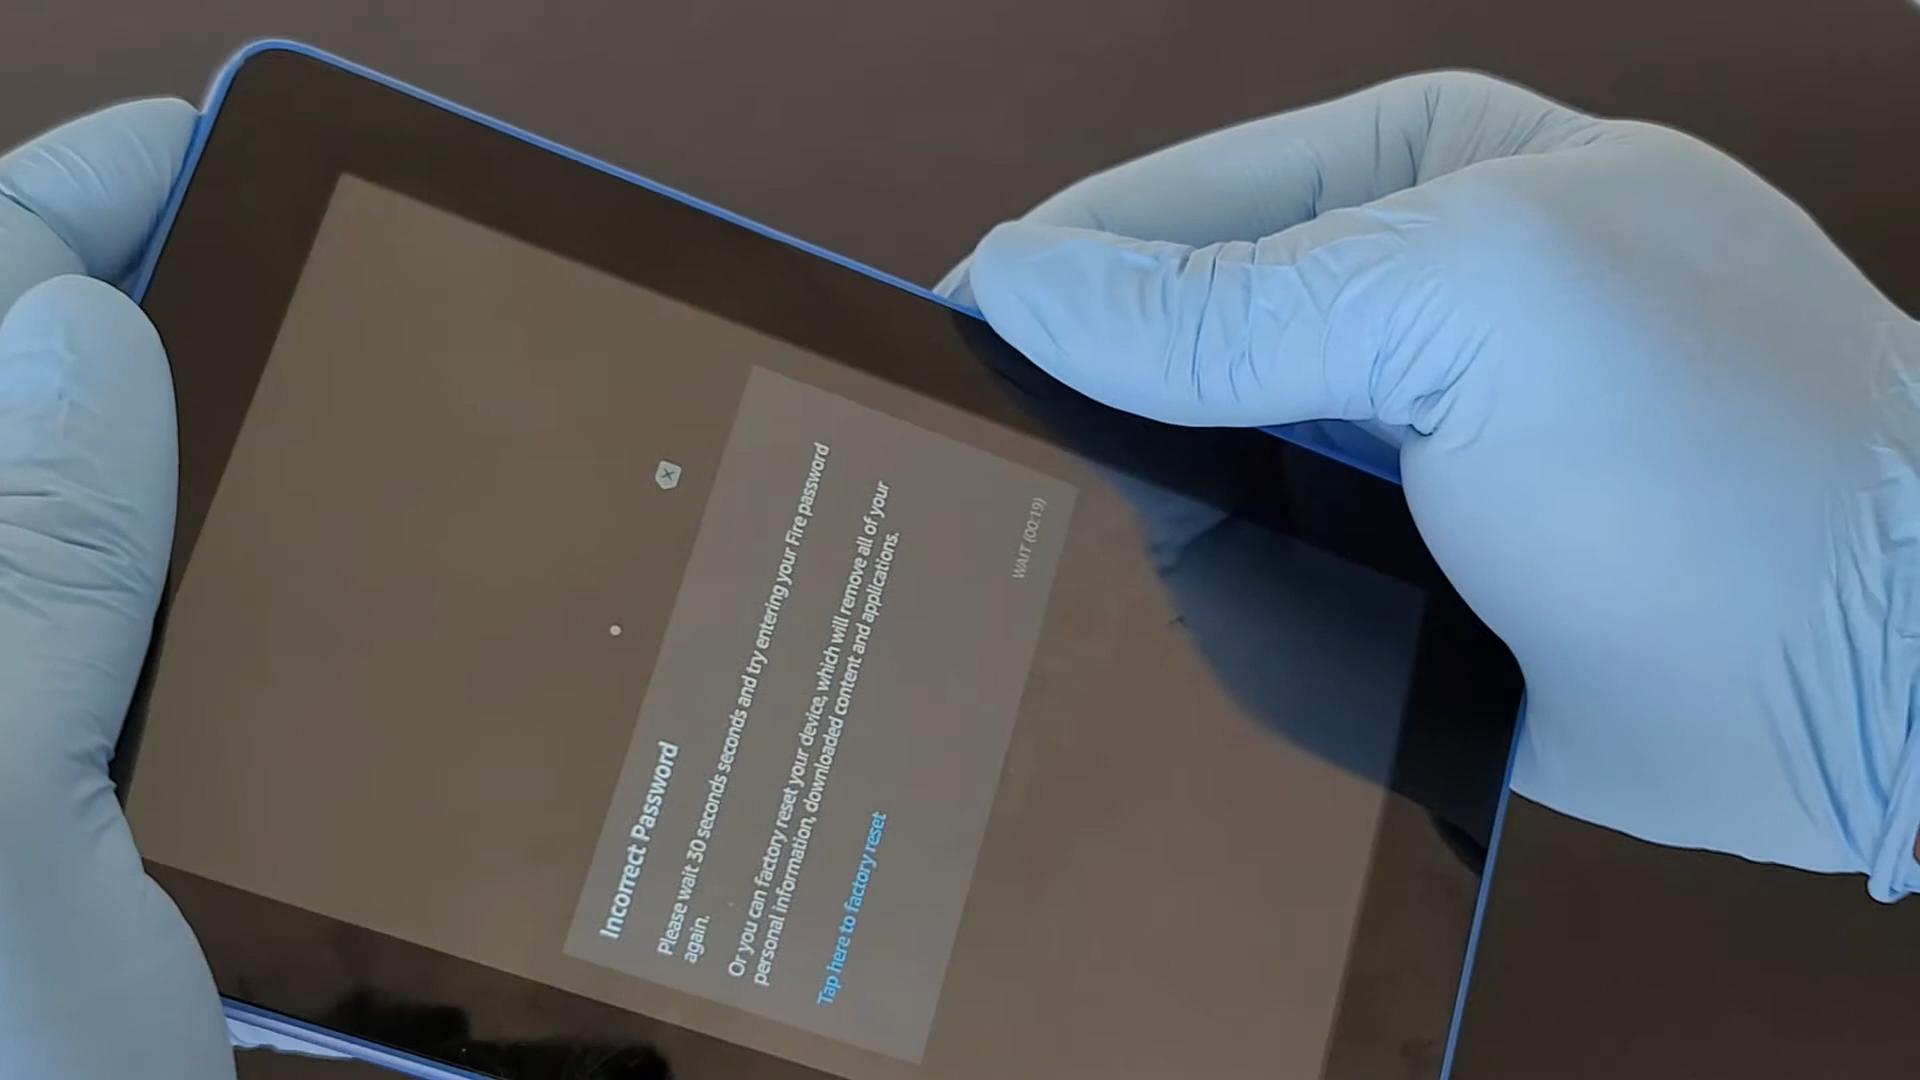 Incorrect Password
Please wait 30 seconds seconds and try entering your Fire password
again.
Or you can factory reset your device, which will remove all of your
personal information, downloaded content and applications.
Tap here to factory reset
WAIT (00:19)